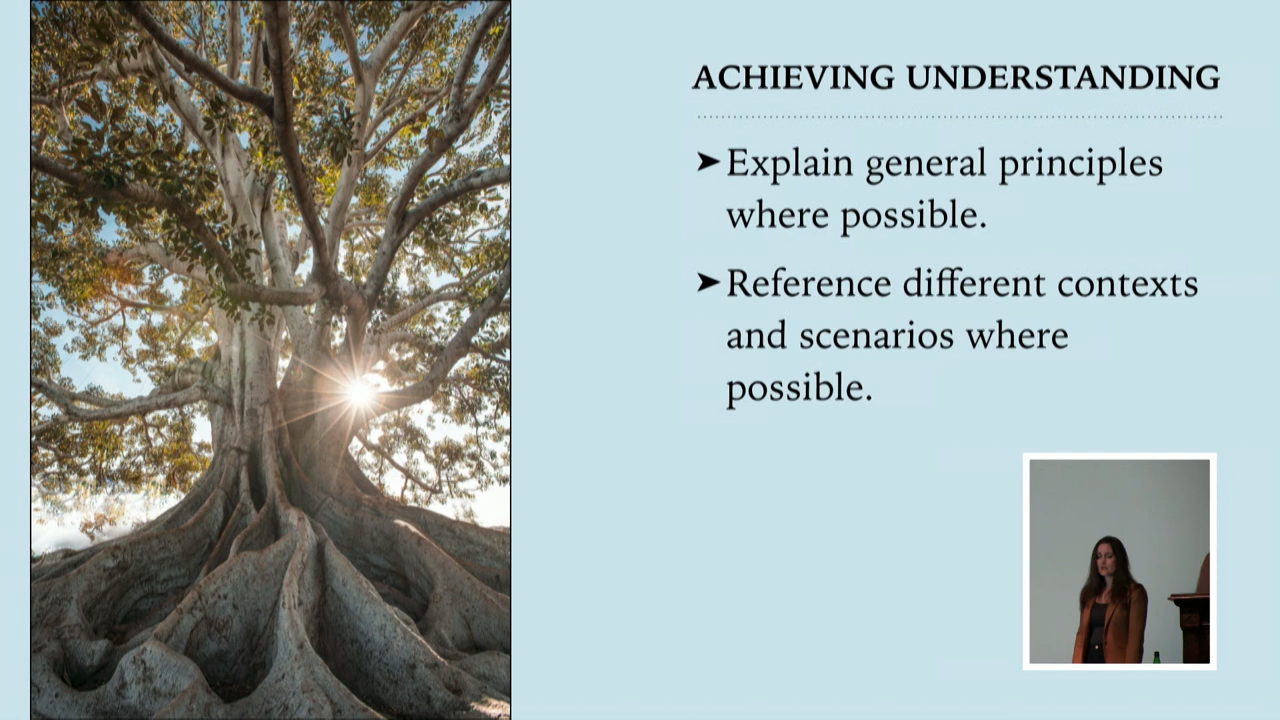 ACHIEVING UNDERSTANDING
➤ Explain general principles
where possible.
➤ Reference different contexts
and scenarios where
possible.